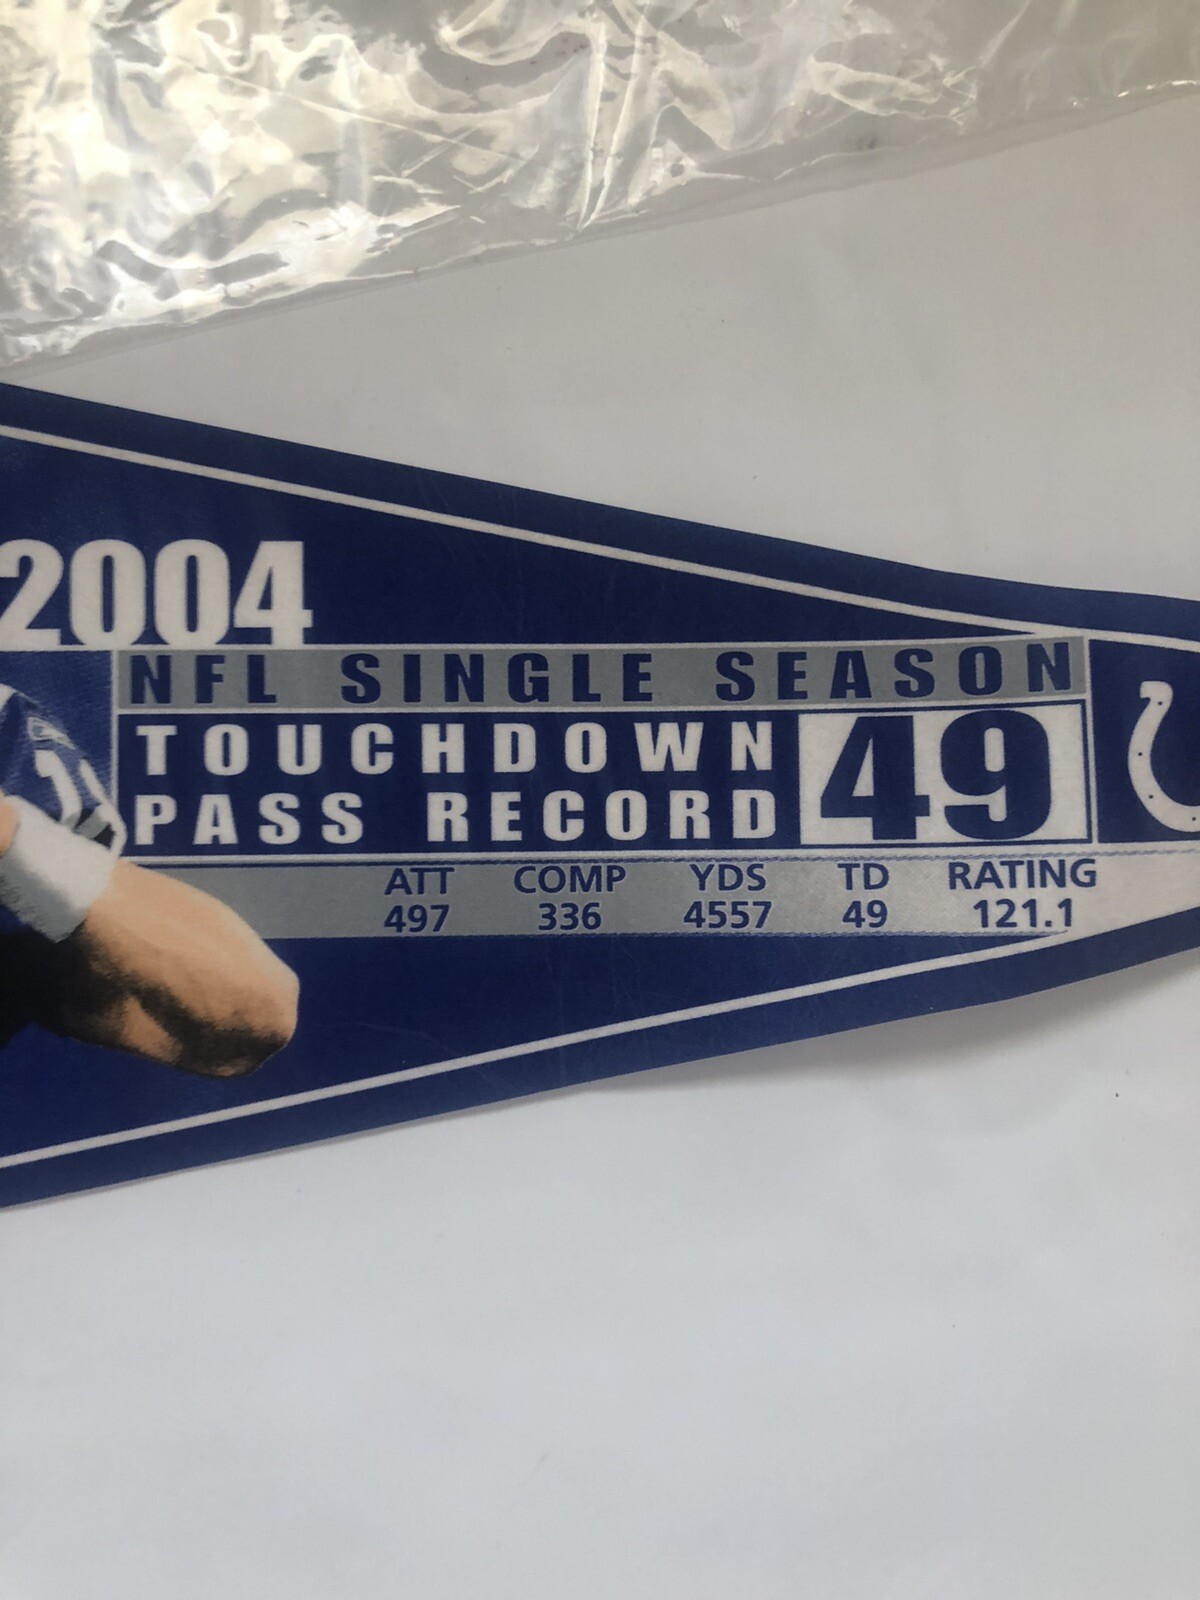 2004
NFL SINGLE SEASON
TOUCHDOWN
PASS RECORD
49
ATT COMP YDS TD RATING
497 336 4557 49 121.1